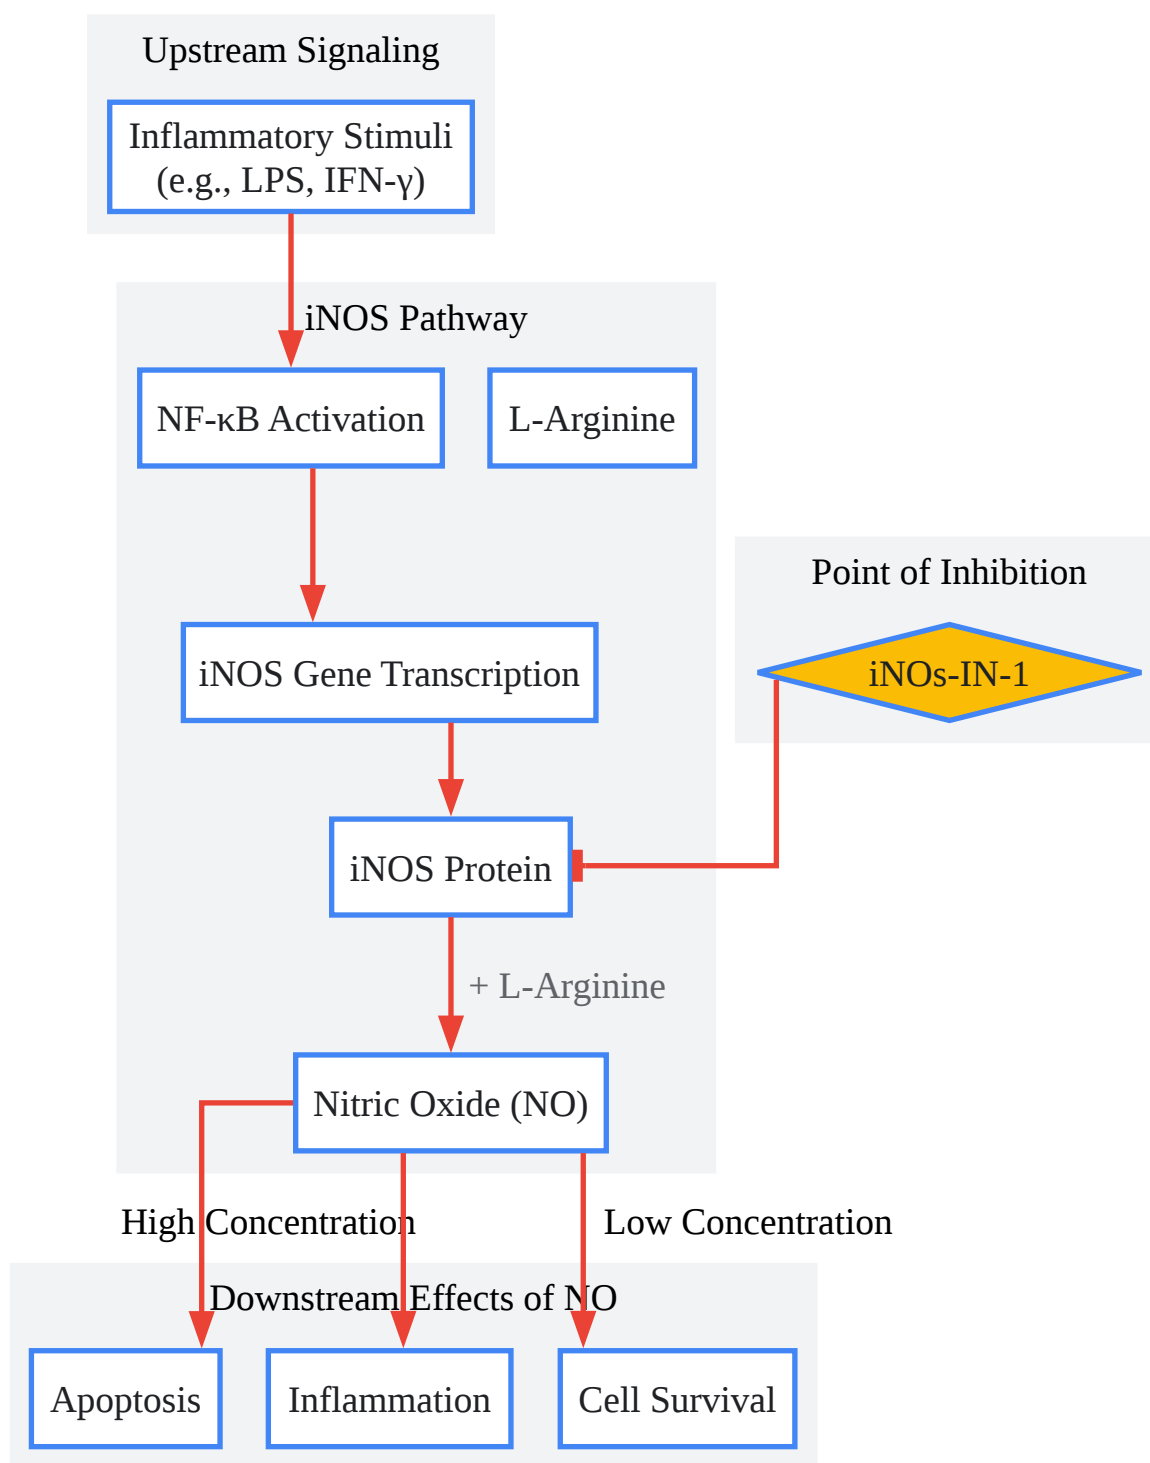 Upstream Signaling
Inflammatory Stimuli
(e.g., LPS, IFN-γ)
iNOS Pathway
NF-κB Activation
L-Arginine
Point of Inhibition
iNOS Gene Transcription
iNOs-IN-1
iNOS Protein
+ L-Arginine
Nitric Oxide (NO)
High Concentration
Low Concentration
Downstream Effects of NO
Apoptosis
Inflammation
Cell Survival